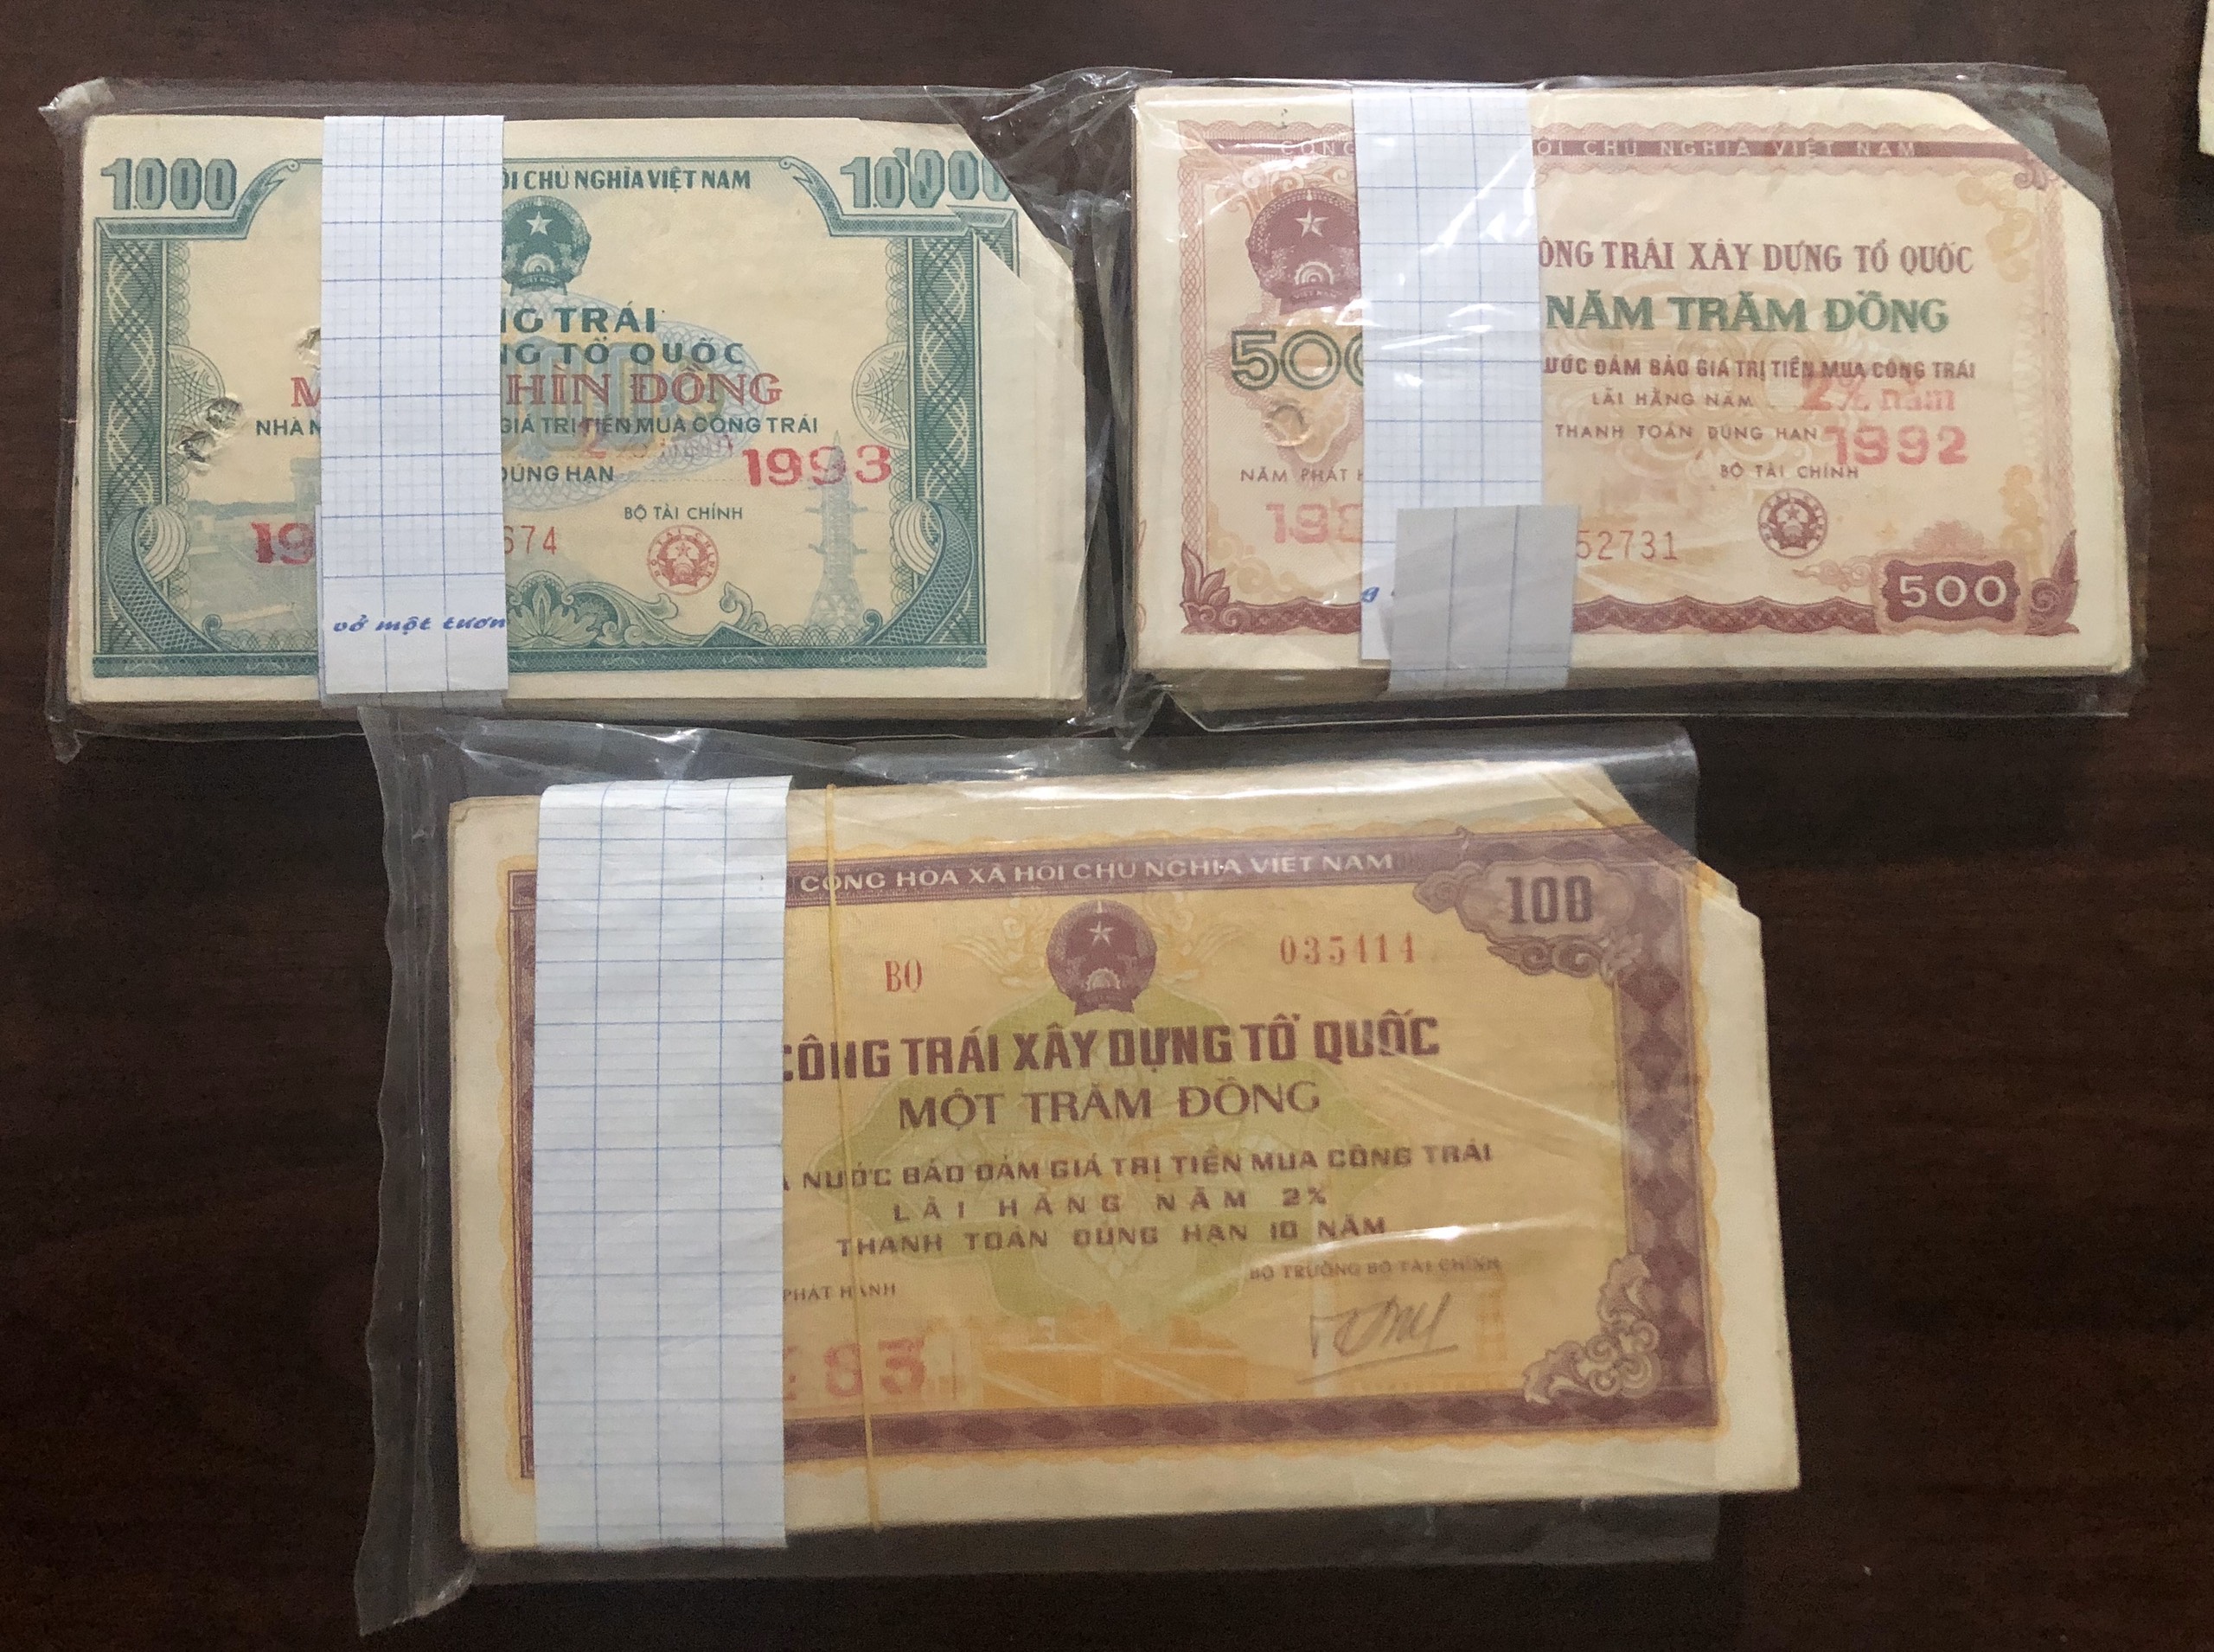 1000
ỘI CHỦ NGHĨA VIỆT NAM
NG TRÁI
NG TỔ QUỐC
HÌN ĐỒNG
NHÀ N GIÁ TRỊ TIỀN MUA CÔNG TRÁI
ĐÚNG HẠN 1993
BỘ TÀI CHÍNH
19 674
vở một tươn
ỘI CHỦ NGHĨA VIỆT NAM
ÔNG TRÁI XÂY DỰNG TỔ QUỐC
NĂM TRĂM ĐỒNG
500
ƯỚC ĐẢM BẢO GIÁ TRỊ TIỀN MUA CÔNG TRÁI
LÃI HẰNG NĂM 2% năm
THANH TOÁN ĐÚNG HẠN 1992
NĂM PHÁT H
BỘ TÀI CHÍNH
198
52731
500
CỘNG HÒA XÃ HỘI CHỦ NGHĨA VIỆT NAM
100
BQ 035414
CÔNG TRÁI XÂY DỰNG TỔ QUỐC
MỘT TRĂM ĐỒNG
À NƯỚC BẢO ĐẢM GIÁ TRỊ TIỀN MUA CÔNG TRÁI
LÃI HẰNG NĂM 2%
THANH TOÁN ĐÚNG HẠN 10 NĂM
PHÁT HÀNH
BỘ TRƯỞNG BỘ TÀI CHÍNH
85